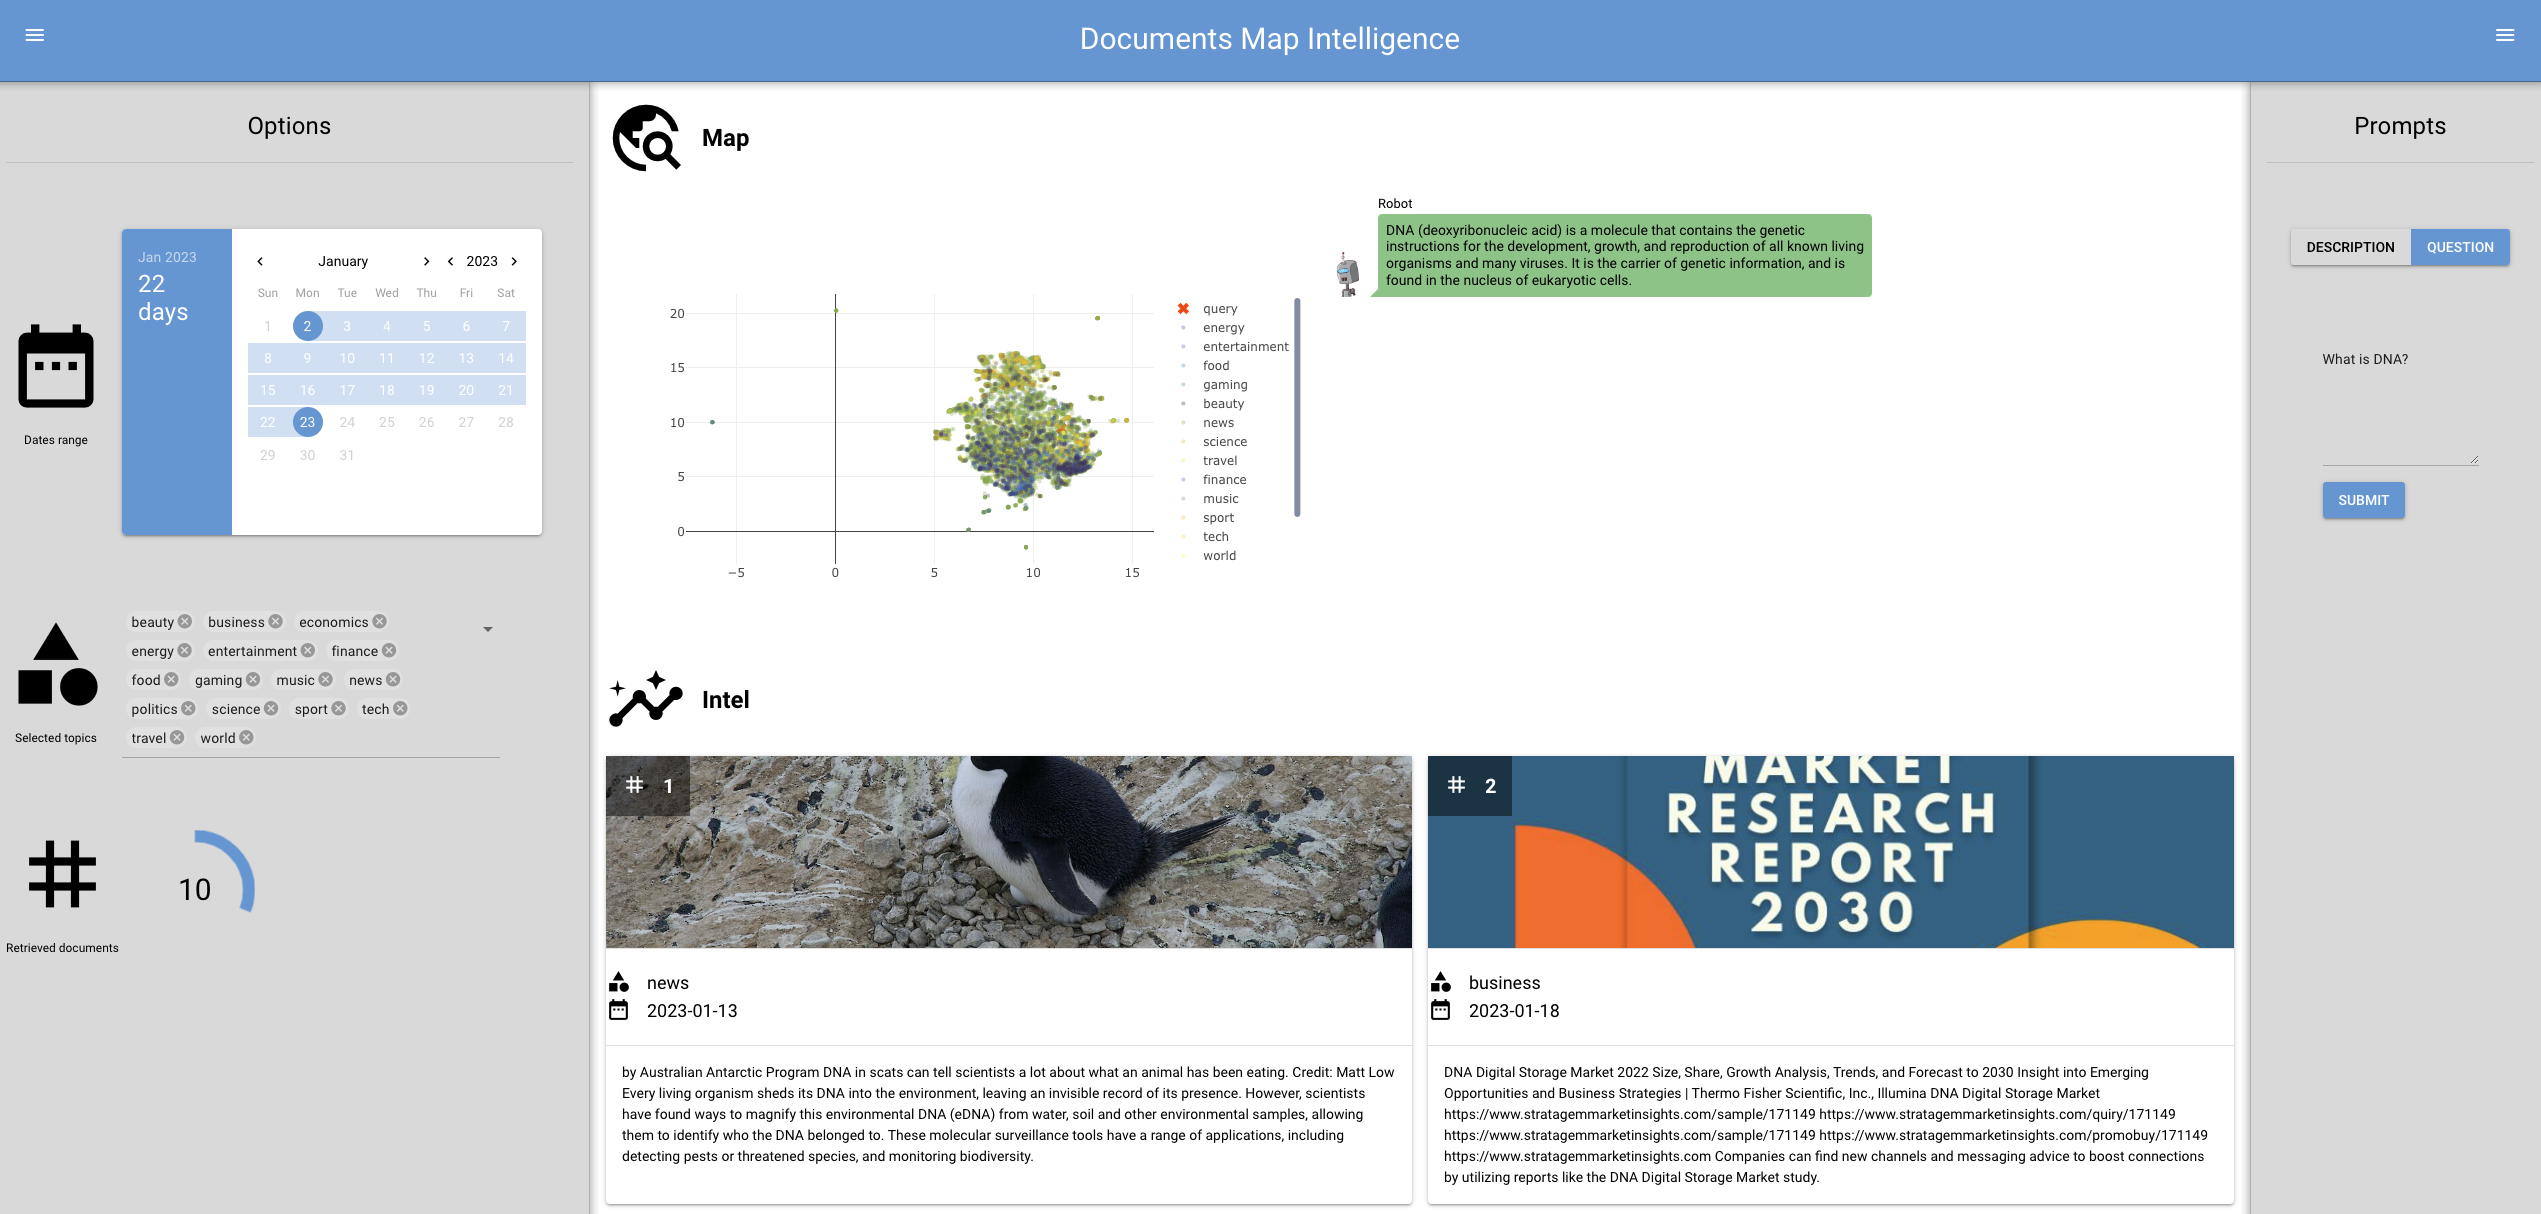 Documents Map Intelligence
Options
Jan 2023
22
days
January
2023
Sun Mon Tue Wed Thu Fri Sat
1 2 3 4 5 6 7
8 9 10 11 12 13 14
15 16 17 18 19 20 21
22 23 24 25 26 27 28
29 30 31
Dates range
beauty business economics
energy entertainment finance
food gaming music news
politics science sport tech
travel world
Selected topics
10
Retrieved documents
Map
20
15
10
5
0
−5 0 5 10 15
query
energy
entertainment
food
gaming
beauty
news
science
travel
finance
music
sport
tech
world
Robot
DNA (deoxyribonucleic acid) is a molecule that contains the genetic
instructions for the development, growth, and reproduction of all known living
organisms and many viruses. It is the carrier of genetic information, and is
found in the nucleus of eukaryotic cells.
Intel
# 1
news
2023-01-13
by Australian Antarctic Program DNA in scats can tell scientists a lot about what an animal has been eating. Credit: Matt Low
Every living organism sheds its DNA into the environment, leaving an invisible record of its presence. However, scientists
have found ways to magnify this environmental DNA (eDNA) from water, soil and other environmental samples, allowing
them to identify who the DNA belonged to. These molecular surveillance tools have a range of applications, including
detecting pests or threatened species, and monitoring biodiversity.
# 2
MARKET
RESEARCH
REPORT
2030
business
2023-01-18
DNA Digital Storage Market 2022 Size, Share, Growth Analysis, Trends, and Forecast to 2030 Insight into Emerging
Opportunities and Business Strategies | Thermo Fisher Scientific, Inc., Illumina DNA Digital Storage Market
https://www.stratagemmarketinsights.com/sample/171149 https://www.stratagemmarketinsights.com/quiry/171149
https://www.stratagemmarketinsights.com/sample/171149 https://www.stratagemmarketinsights.com/promobuy/171149
https://www.stratagemmarketinsights.com Companies can find new channels and messaging advice to boost connections
by utilizing reports like the DNA Digital Storage Market study.
Prompts
DESCRIPTION QUESTION
What is DNA?
SUBMIT